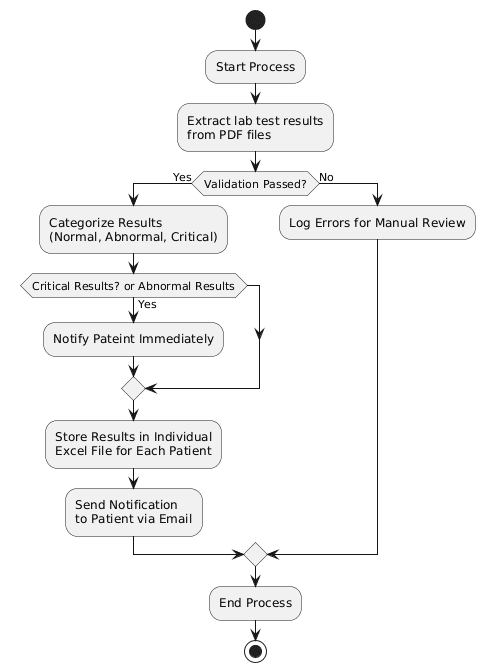 Start Process
Extract lab test results
from PDF files
Yes
Validation Passed?
No
Categorize Results
(Normal, Abnormal, Critical)
Log Errors for Manual Review
Critical Results? or Abnormal Results
Yes
Notify Pateint Immediately
Store Results in Individual
Excel File for Each Patient
Send Notification
to Patient via Email
End Process